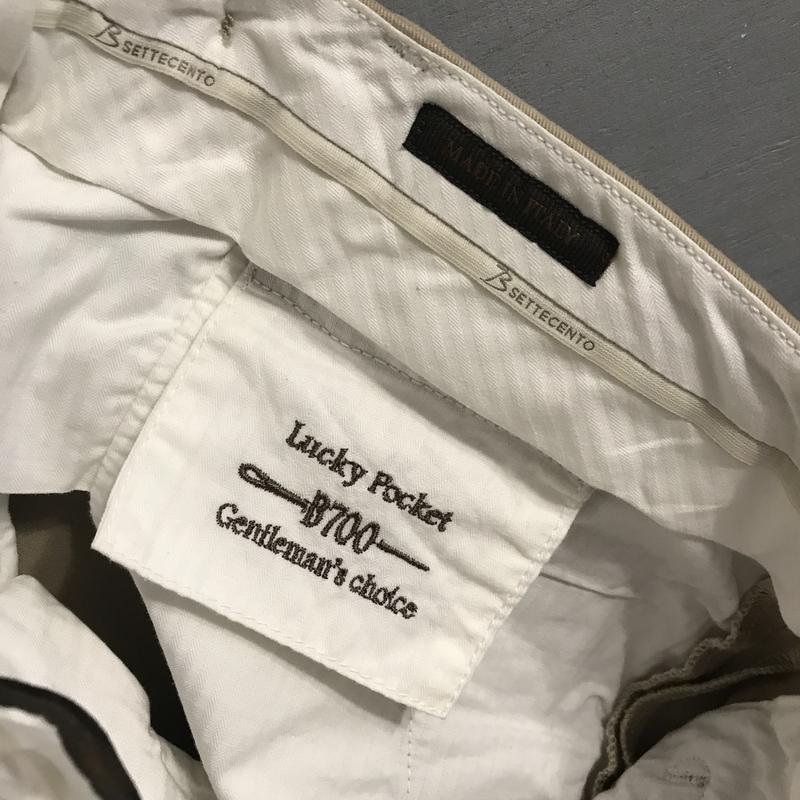 B SETTECENTO
MADE IN ITALY
B SETTECENTO
Lucky Pocket
B700
Gentleman's choice